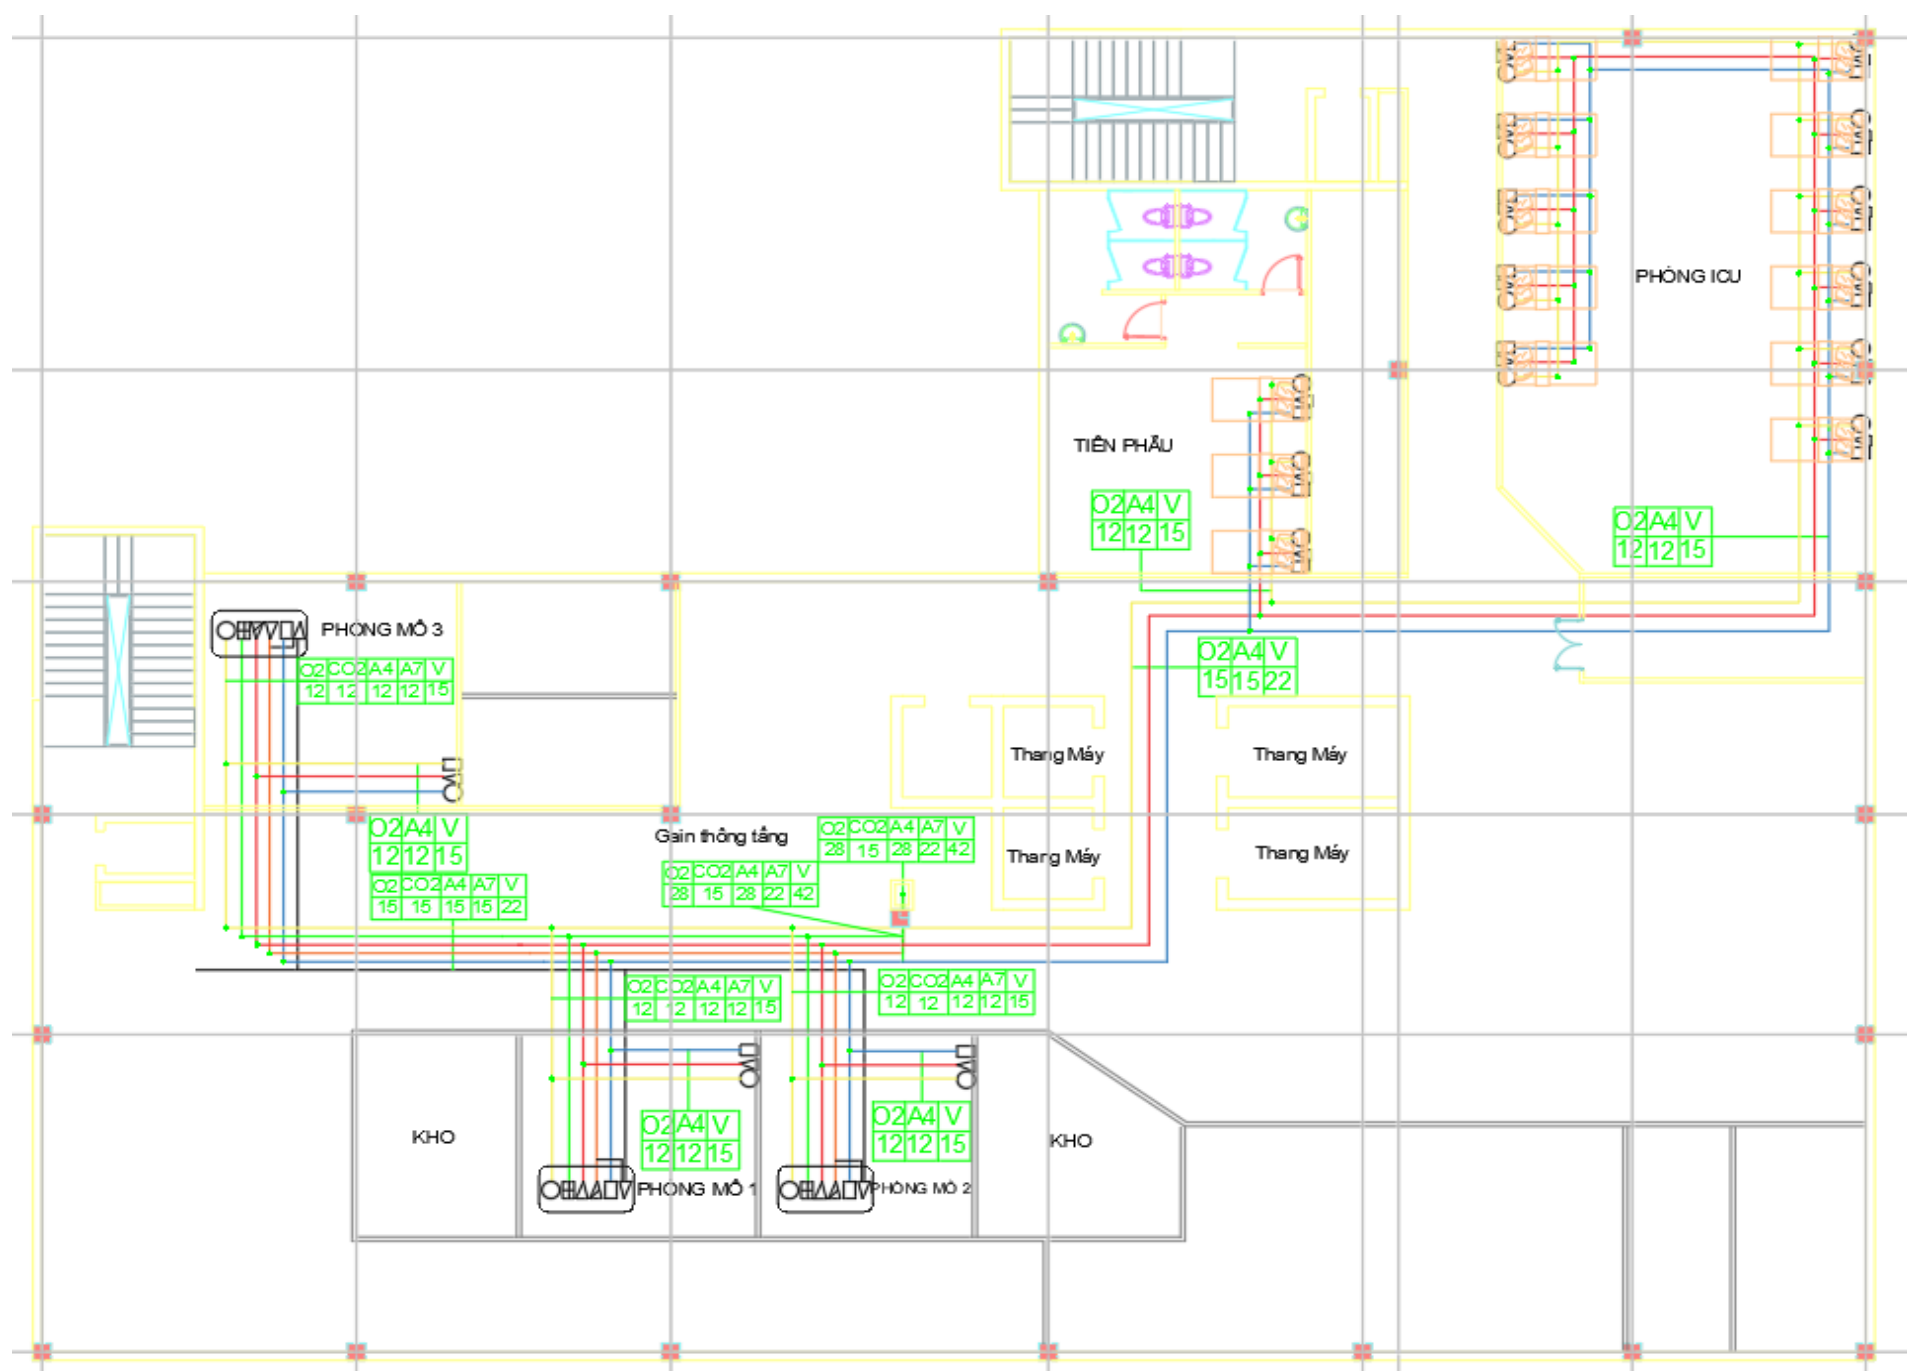 PHÒNG ICU
TIỀN PHẪU
O2 A4 V
12 12 15
O2 A4 V
12 12 15
PHÒNG MỔ 3
O2 CO2 A4 A7 V
12 12 12 12 15
O2 A4 V
15 15 22
Thang Máy
Thang Máy
O2 A4 V
12 12 15
Gain thông tầng
O2 CO2 A4 A7 V
28 15 28 22 42
Thang Máy
Thang Máy
O2 CO2 A4 A7 V
28 15 28 22 42
O2 CO2 A4 A7 V
15 15 15 15 22
O2 CO2 A4 A7 V
12 12 12 12 15
O2 CO2 A4 A7 V
12 12 12 12 15
KHO
O2 A4 V
12 12 15
O2 A4 V
12 12 15
KHO
PHÒNG MỔ 1
PHÒNG MỔ 2